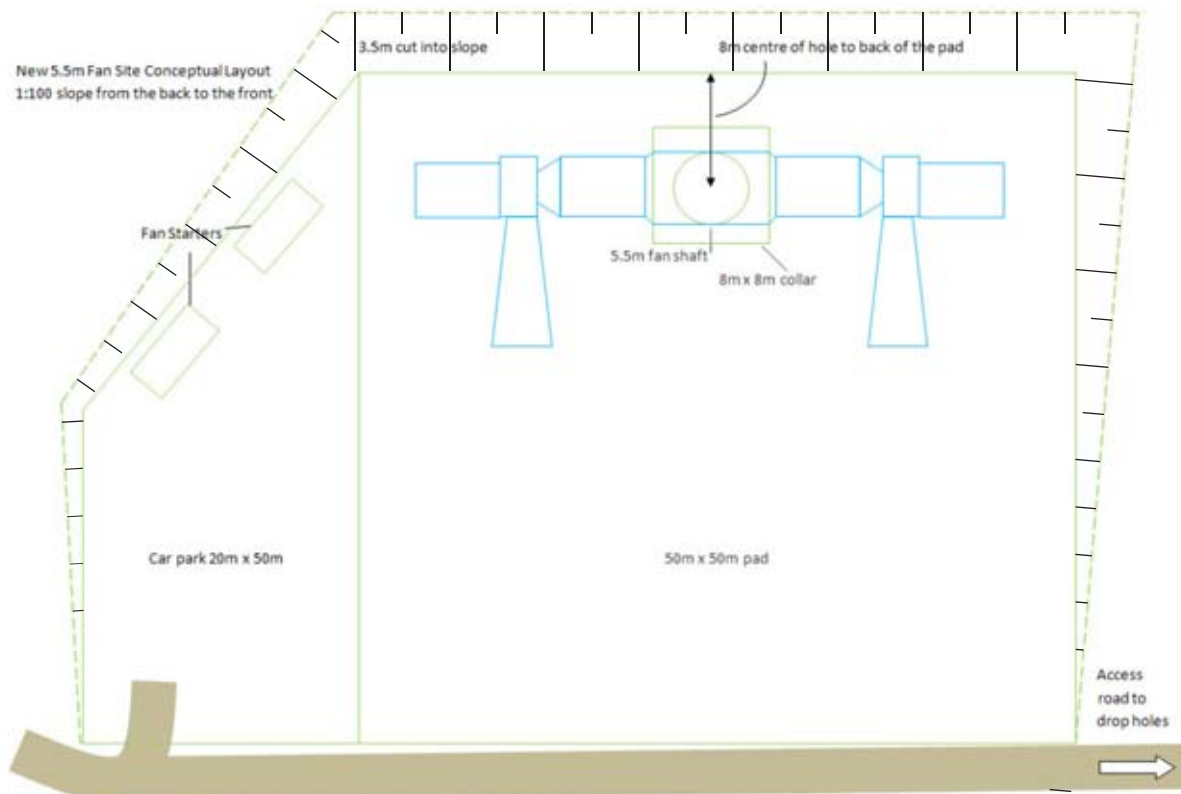 3.5m cut into slope
8m centre of hole to back of the pad
New 5.5m Fan Site Conceptual Layout
1:100 slope from the back to the front
Fan Starters
5.5m fan shaft
8m x 8m collar
Car park 20m x 50m
50m x 50m pad
Access
road to
drop holes